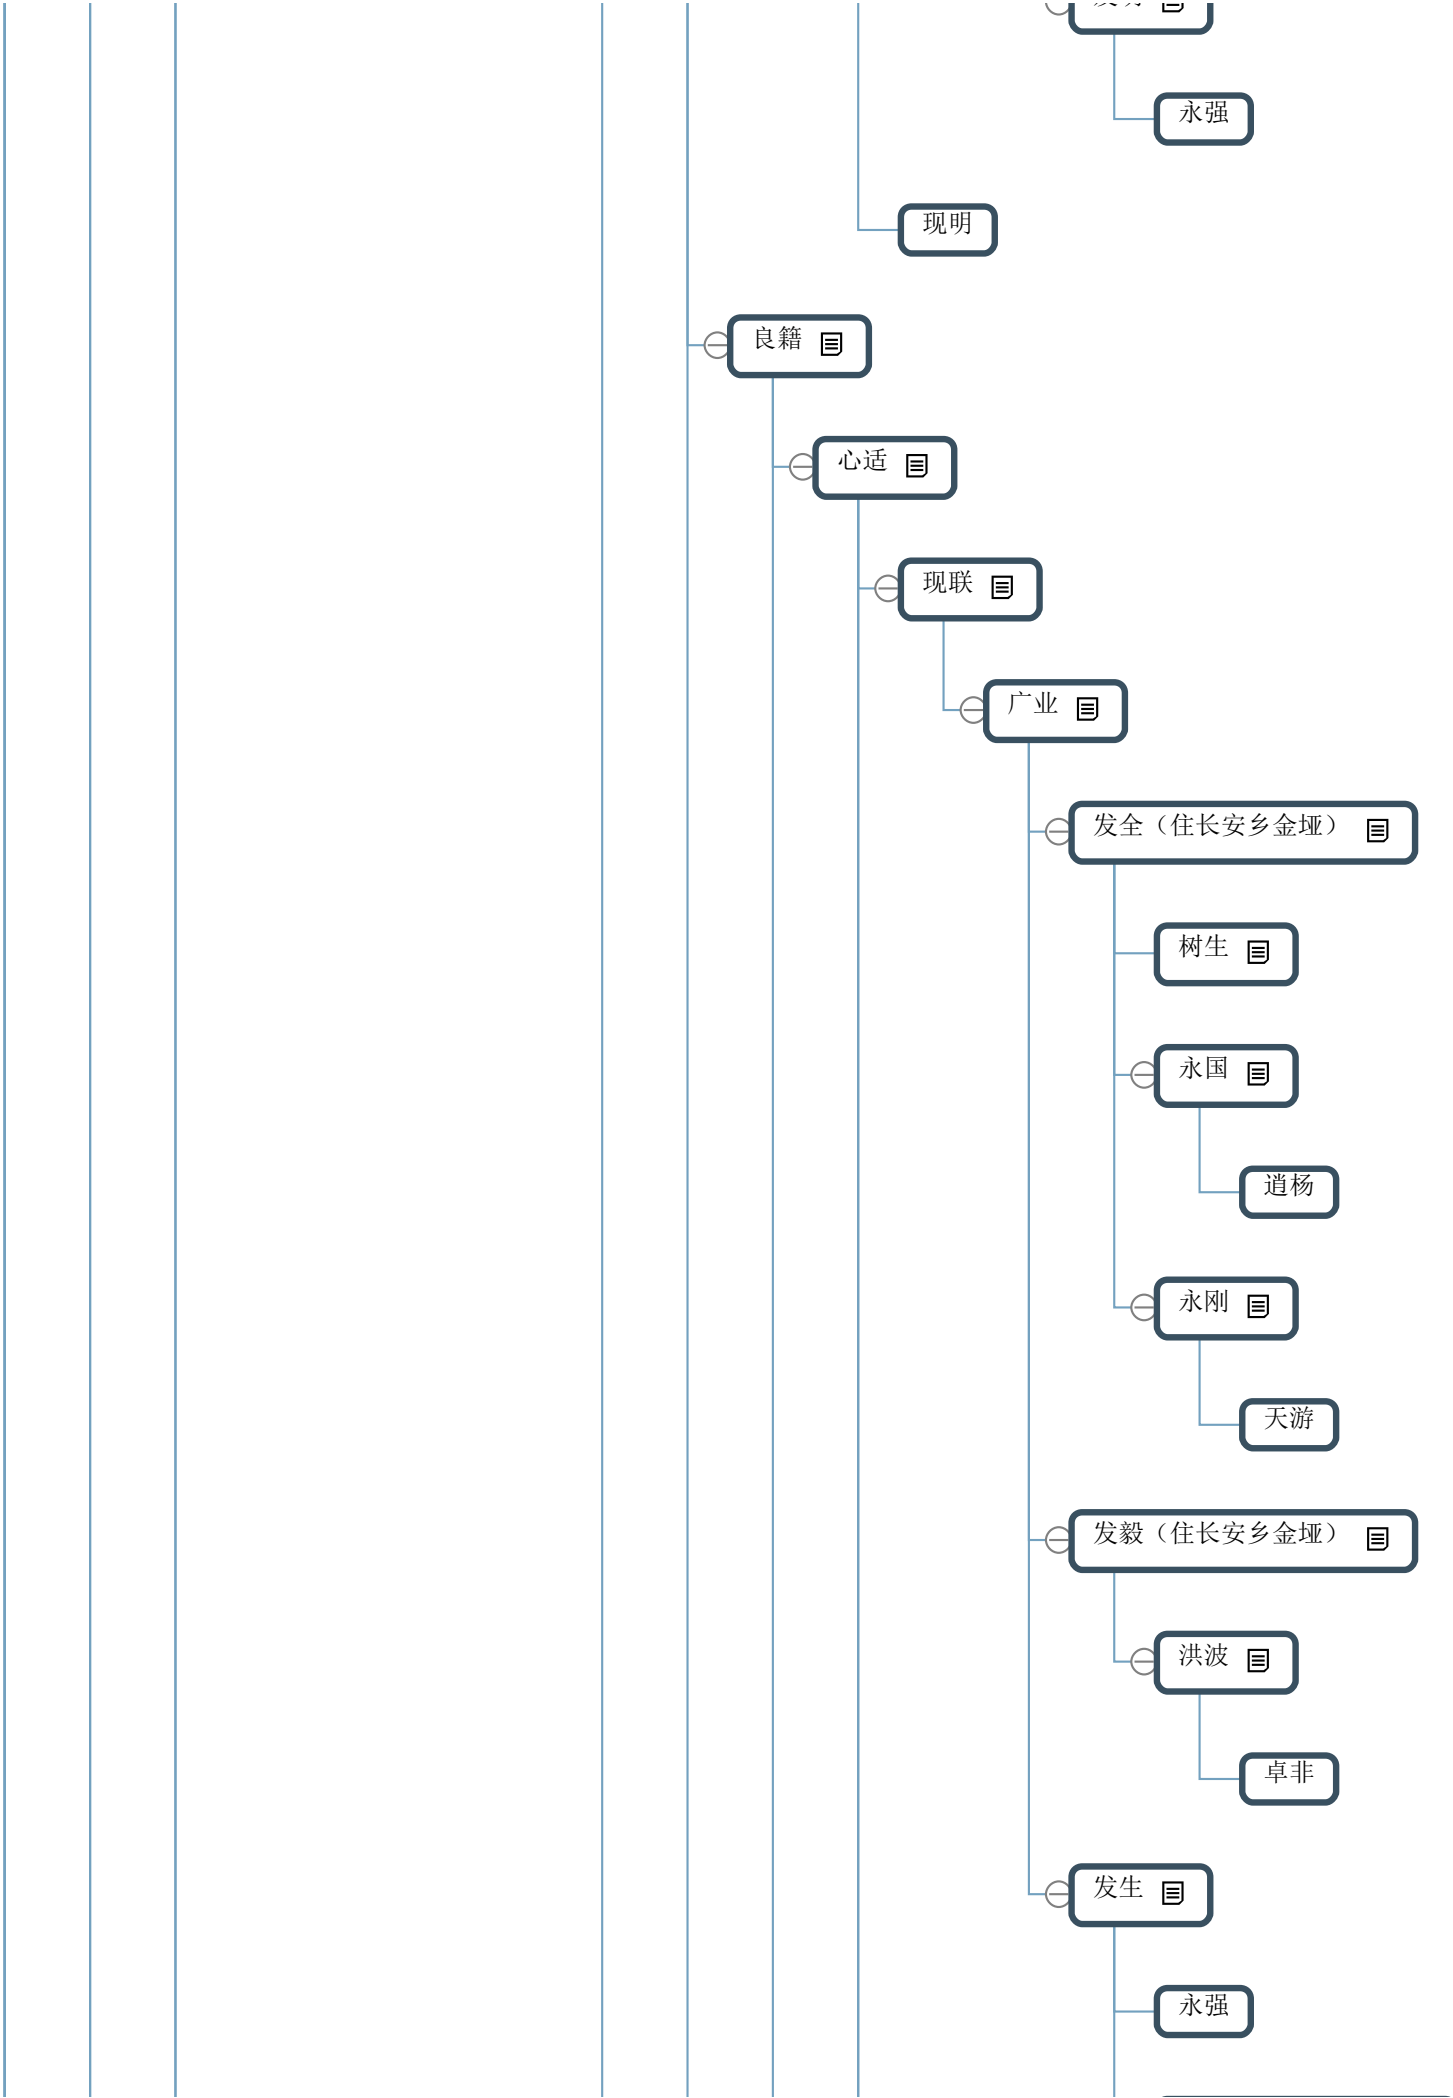 永强
现明
良籍
心适
现联
广业
发全（住长安乡金垭）
树生
永国
逍杨
永刚
天游
发毅（住长安乡金垭）
洪波
卓非
发生
永强